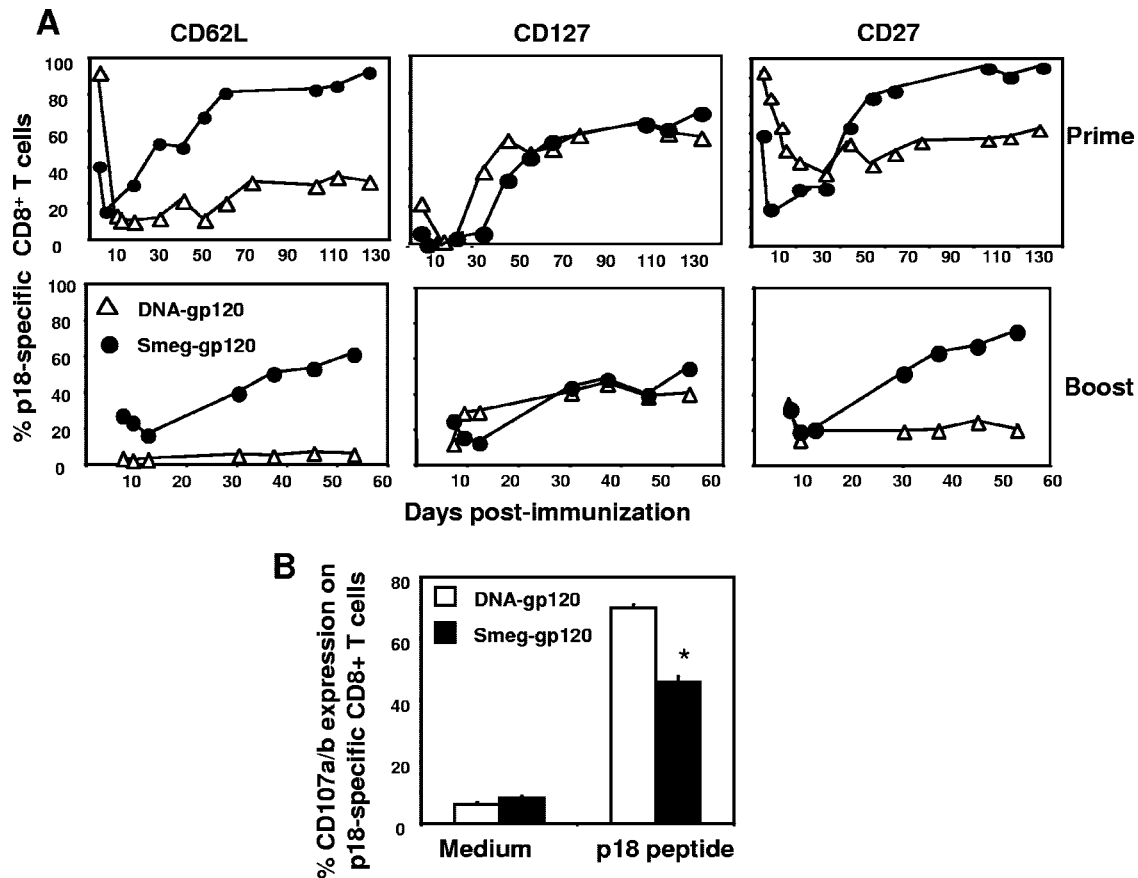 A
CD62L
CD127
CD27
% p18-specific CD8+ T cells
100
80
60
40
20
0
10 30 50 70 90 110 130
10 30 50 70 90 110 130
10 30 50 70 90 110 130
Prime
100
80
60
40
20
0
DNA-gp120
Smeg-gp120
10 20 30 40 50 60
10 20 30 40 50 60
10 20 30 40 50 60
Boost
Days post-immunization
B
% CD107a/b expression on
p18-specific CD8+ T cells
80
60
40
20
0
DNA-gp120
Smeg-gp120
*
Medium
p18 peptide